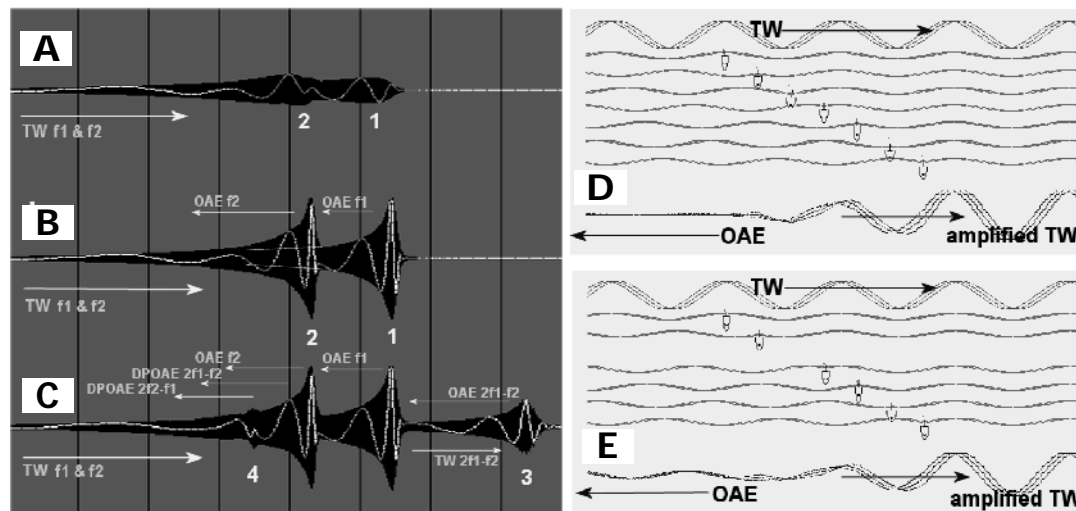 A
TW f1 & f2
2 1
B
OAE f2 OAE f1
TW f1 & f2
2 1
C
OAE f2 OAE f1
DPOAE 2f1-f2
DPOAE 2f2-f1
OAE 2f1-f2
TW f1 & f2
TW 2f1-f2
4 3
TW
D
OAE
amplified TW
TW
E
OAE
amplified TW